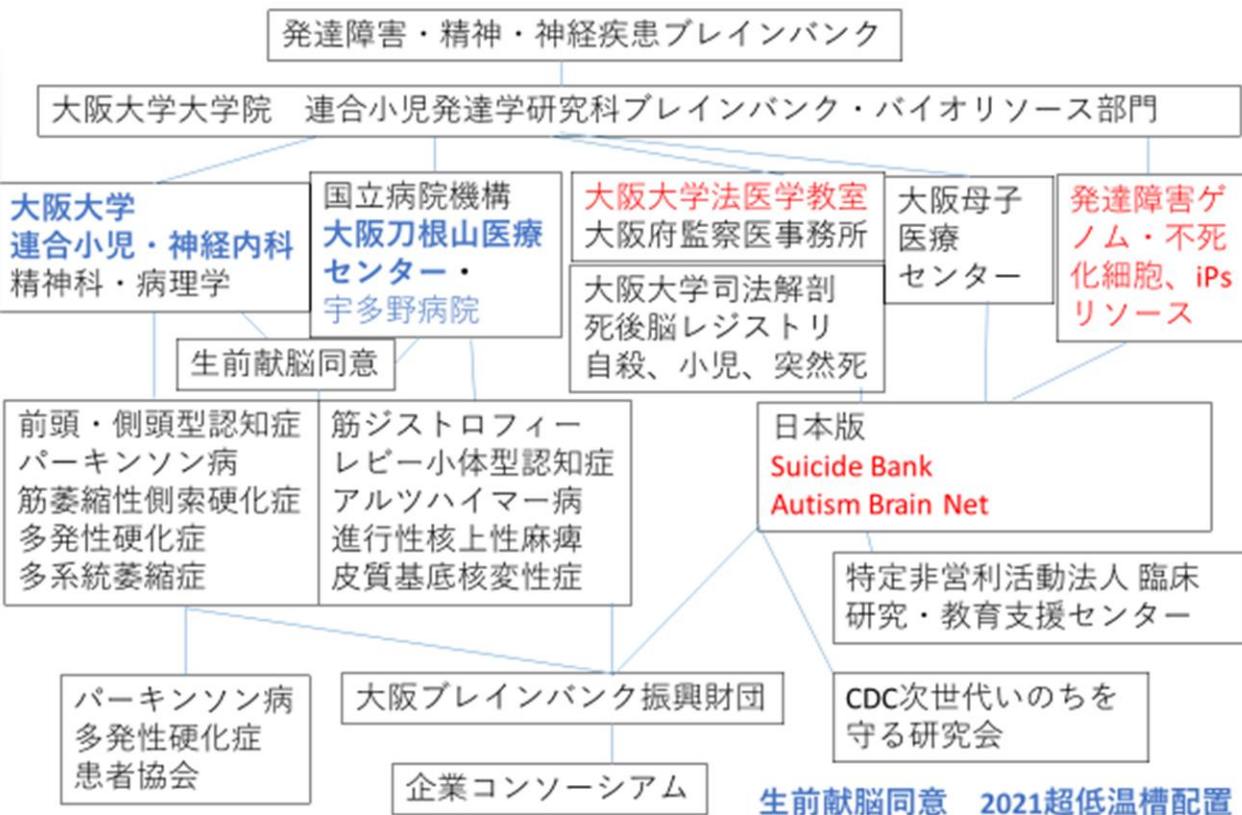 発達障害・精神・神経疾患ブレインバンク
大阪大学大学院　連合小児発達学研究科ブレインバンク・バイオリソース部門
大阪大学
連合小児・神経内科
精神科・病理学
国立病院機構
大阪刀根山医療
センター・
宇多野病院
大阪大学法医学教室
大阪府監察医事務所
大阪大学司法解剖
死後脳レジストリ
自殺、小児、突然死
大阪母子
医療
センター
発達障害ゲ
ノム・不死
化細胞、iPs
リソース
生前献脳同意
前頭・側頭型認知症
パーキンソン病
筋萎縮性側索硬化症
多発性硬化症
多系統萎縮症
筋ジストロフィー
レビー小体型認知症
アルツハイマー病
進行性核上性麻痺
皮質基底核変性症
日本版
Suicide Bank
Autism Brain Net
特定非営利活動法人 臨床
研究・教育支援センター
パーキンソン病
多発性硬化症
患者協会
大阪ブレインバンク振興財団
CDC次世代いのちを
守る研究会
企業コンソーシアム
生前献脳同意　2021超低温槽配置